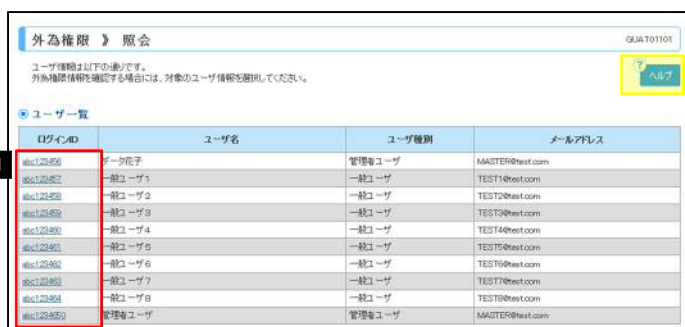 外為権限 》 照会
GUAT01101
ユーザ情報は以下の通りです。
外為権限情報を確認する場合には、対象のユーザ情報を選択してください。
? ヘルプ
ユーザ一覧
ログインID ユーザ名 ユーザ種別 メールアドレス
abc123456 データ花子 管理者ユーザ MASTER@test.com
abc123457 一般ユーザ1 一般ユーザ TEST1@test.com
abc123458 一般ユーザ2 一般ユーザ TEST2@test.com
abc123459 一般ユーザ3 一般ユーザ TEST3@test.com
abc123460 一般ユーザ4 一般ユーザ TEST4@test.com
abc123461 一般ユーザ5 一般ユーザ TEST5@test.com
abc123462 一般ユーザ6 一般ユーザ TEST6@test.com
abc123463 一般ユーザ7 一般ユーザ TEST7@test.com
abc123464 一般ユーザ8 一般ユーザ TEST8@test.com
abc1234650 管理者ユーザ 管理者ユーザ MASTER@test.com